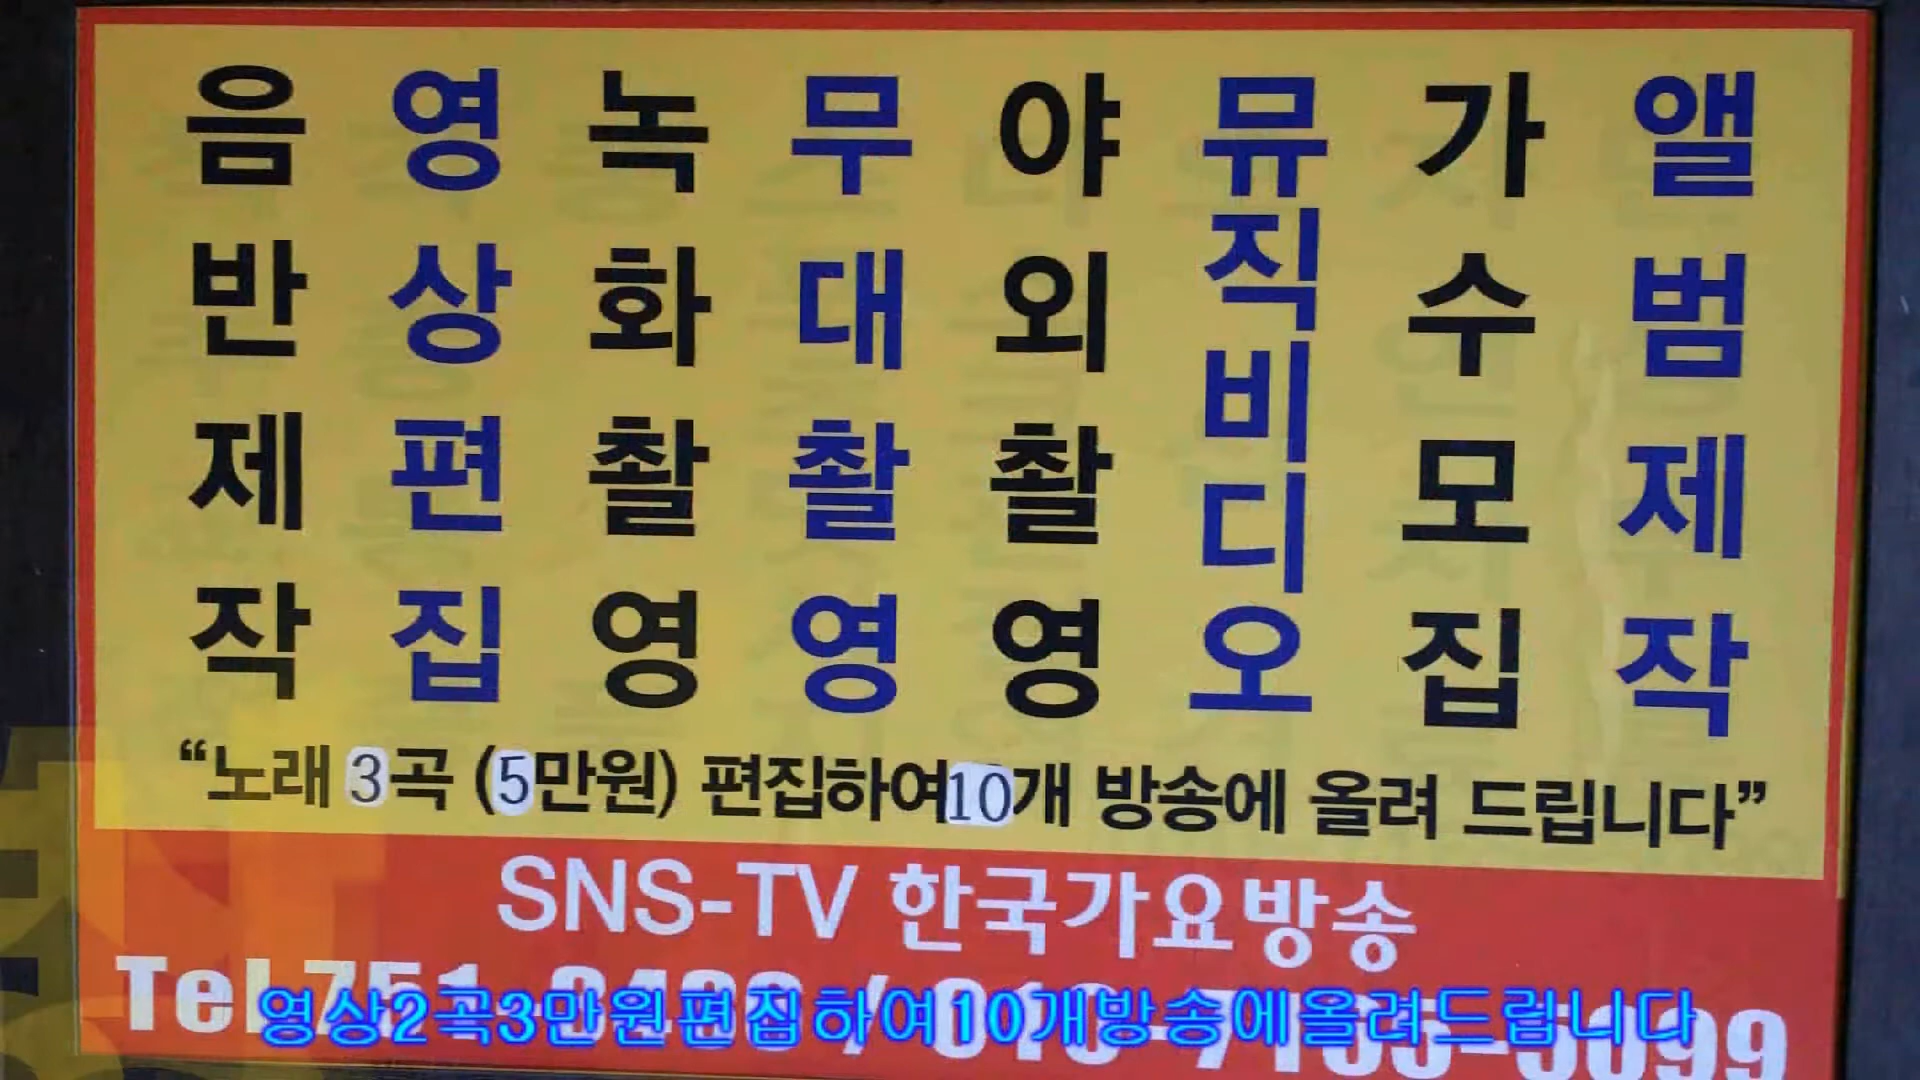 음반제작
영상편집
녹화촬영
무대촬영
야외촬영
뮤직비디오
가수모집
앨범제작
“노래 3곡 (5만원) 편집하여10개 방송에 올려 드립니다”
SNS-TV 한국가요방송
Tel
영상2곡3만원편집하여10개방송에올려드립니다